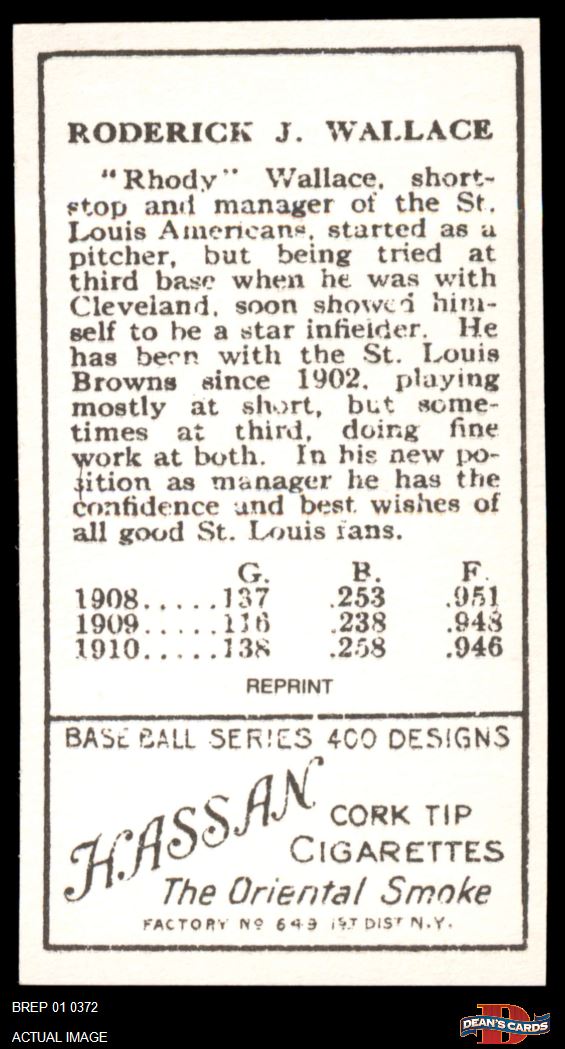 RODERICK J. WALLACE
"Rhody" Wallace, short-
stop and manager of the St.
Louis Americans, started as a
pitcher, but being tried at
third base when he was with
Cleveland, soon showed him-
self to be a star infielder. He
has been with the St. Louis
Browns since 1902, playing
mostly at short, but some-
times at third, doing fine
work at both. In his new po-
sition as manager he has the
confidence and best wishes of
all good St. Louis fans.
G. B. F.
1908.....137 .253 .951
1909.....116 .238 .948
1910.....138 .258 .946
REPRINT
BASE BALL SERIES 400 DESIGNS
HASSAN
CORK TIP
CIGARETTES
The Oriental Smoke
FACTORY No 649 1ST DIST N.Y.
BREP 01 0372
ACTUAL IMAGE
D
DEAN'S CARDS